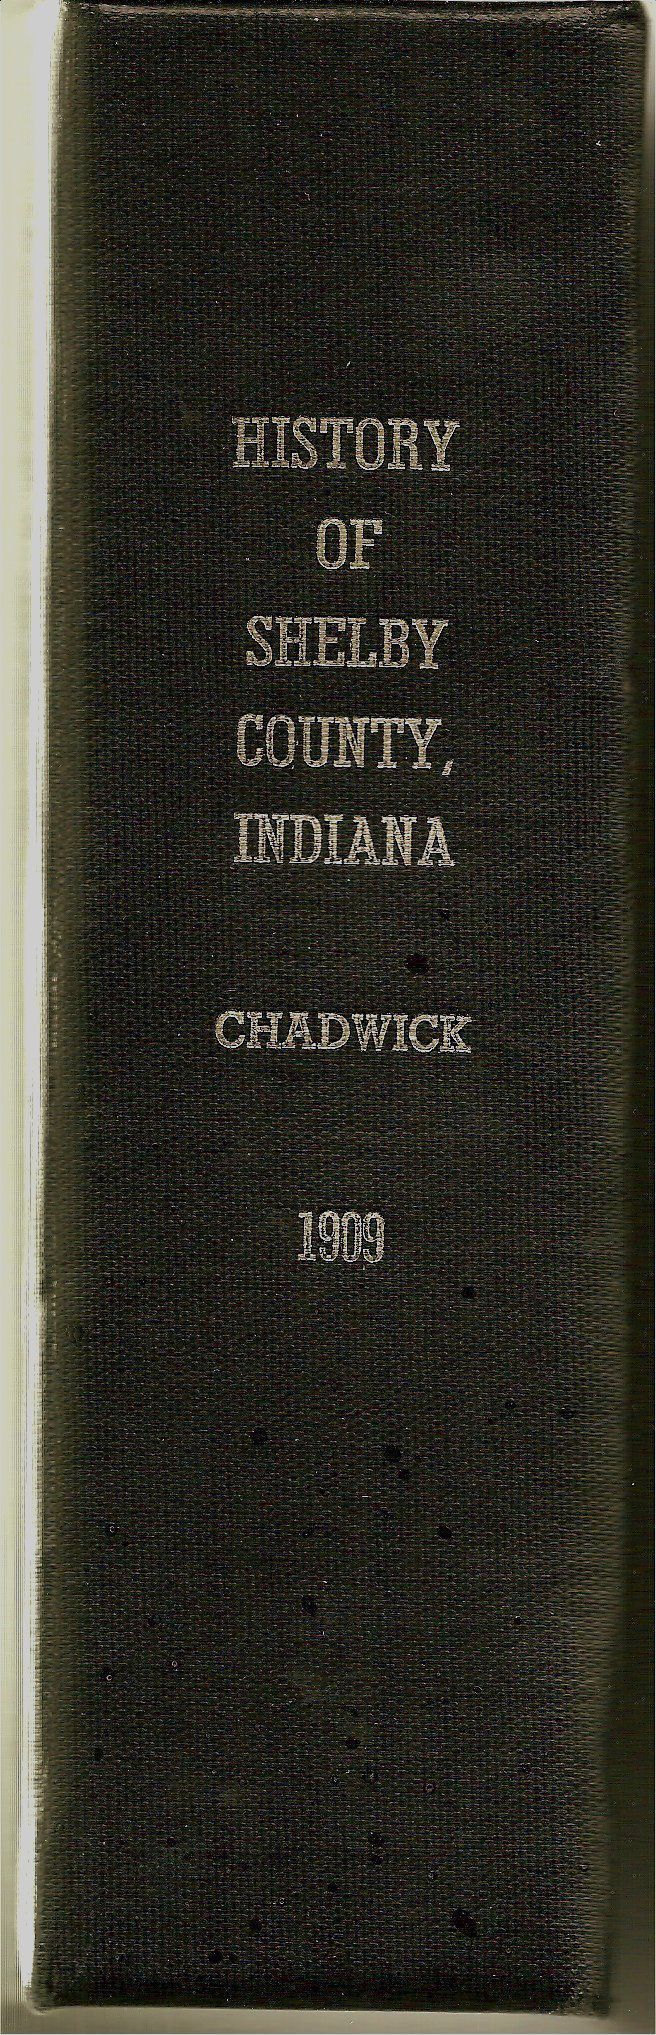 HISTORY
OF
SHELBY
COUNTY,
INDIANA
CHADWICK
1909